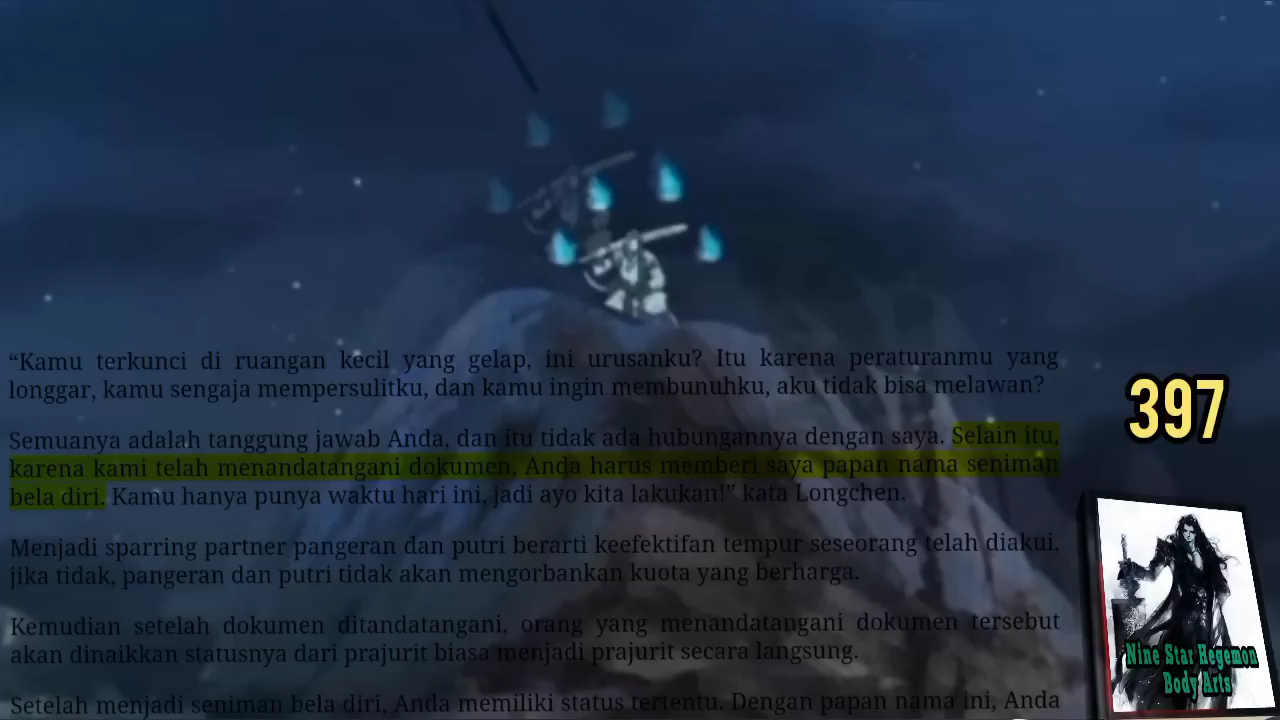 “Kamu terkunci di ruangan kecil yang gelap, ini urusanku? Itu karena peraturanmu yang
longgar, kamu sengaja mempersulitku, dan kamu ingin membunuhku, aku tidak bisa melawan?
Semuanya adalah tanggung jawab Anda, dan itu tidak ada hubungannya dengan saya. Selain itu,
karena kami telah menandatangani dokumen, Anda harus memberi saya papan nama seniman
bela diri. Kamu hanya punya waktu hari ini, jadi ayo kita lakukan!” kata Longchen.
Menjadi sparring partner pangeran dan putri berarti keefektifan tempur seseorang telah diakui,
jika tidak, pangeran dan putri tidak akan mengorbankan kuota yang berharga.
Kemudian setelah dokumen ditandatangani, orang yang menandatangani dokumen tersebut
akan dinaikkan statusnya dari prajurit biasa menjadi prajurit secara langsung.
Setelah menjadi seniman bela diri, Anda memiliki status tertentu. Dengan papan nama ini, Anda
397
Nine Star Hegemon
Body Arts